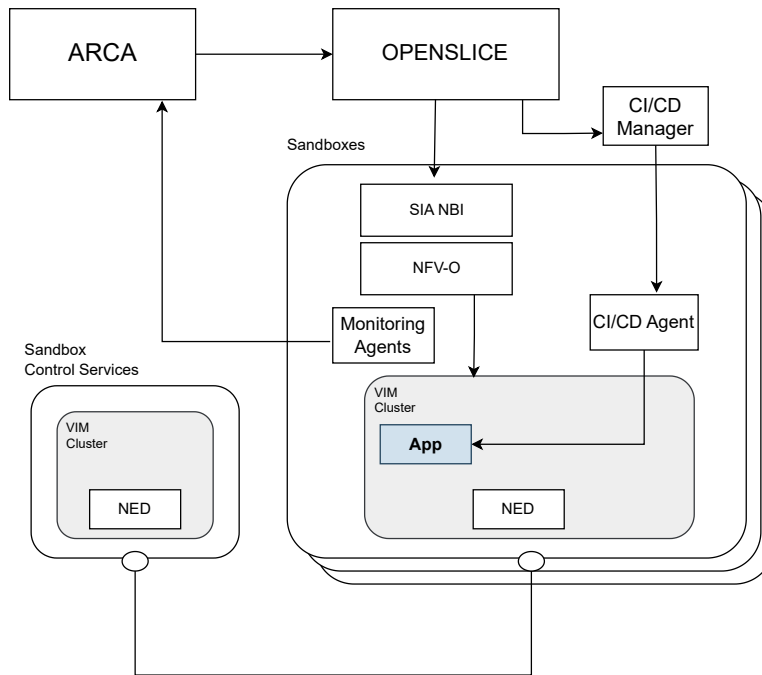 ARCA
OPENSLICE
CI/CD
Manager
Sandboxes
SIA NBI
NFV-O
Monitoring
Agents
CI/CD Agent
Sandbox
Control Services
VIM
Cluster
App
NED
VIM
Cluster
NED